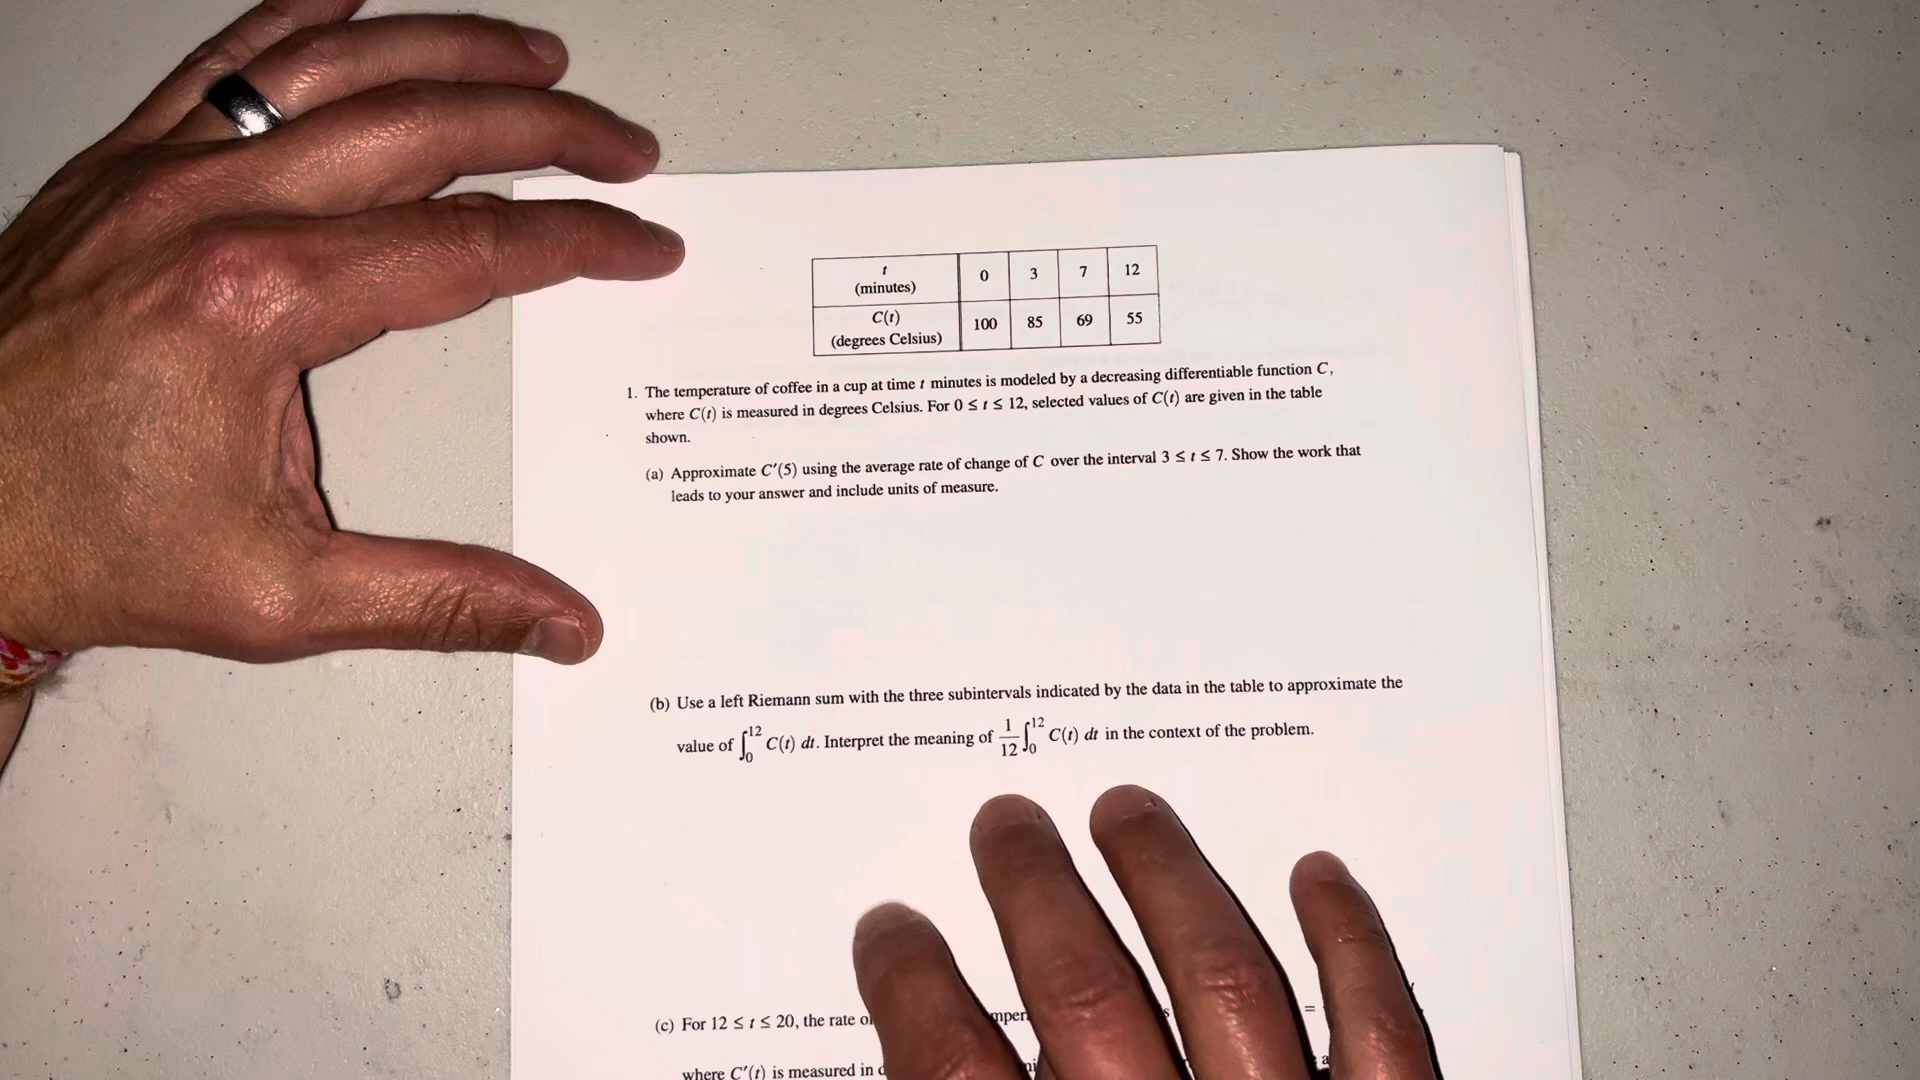 t (minutes) 0 3 7 12
C(t) (degrees Celsius) 100 85 69 55
1. The temperature of coffee in a cup at time t minutes is modeled by a decreasing differentiable function C,
where C(t) is measured in degrees Celsius. For 0 ≤ t ≤ 12, selected values of C(t) are given in the table
shown.
(a) Approximate C′(5) using the average rate of change of C over the interval 3 ≤ t ≤ 7. Show the work that
leads to your answer and include units of measure.
(b) Use a left Riemann sum with the three subintervals indicated by the data in the table to approximate the
value of ∫₀¹² C(t) dt. Interpret the meaning of 1/12 ∫₀¹² C(t) dt in the context of the problem.
(c) For 12 ≤ t ≤ 20, the rate =
where C′(t) is measured in